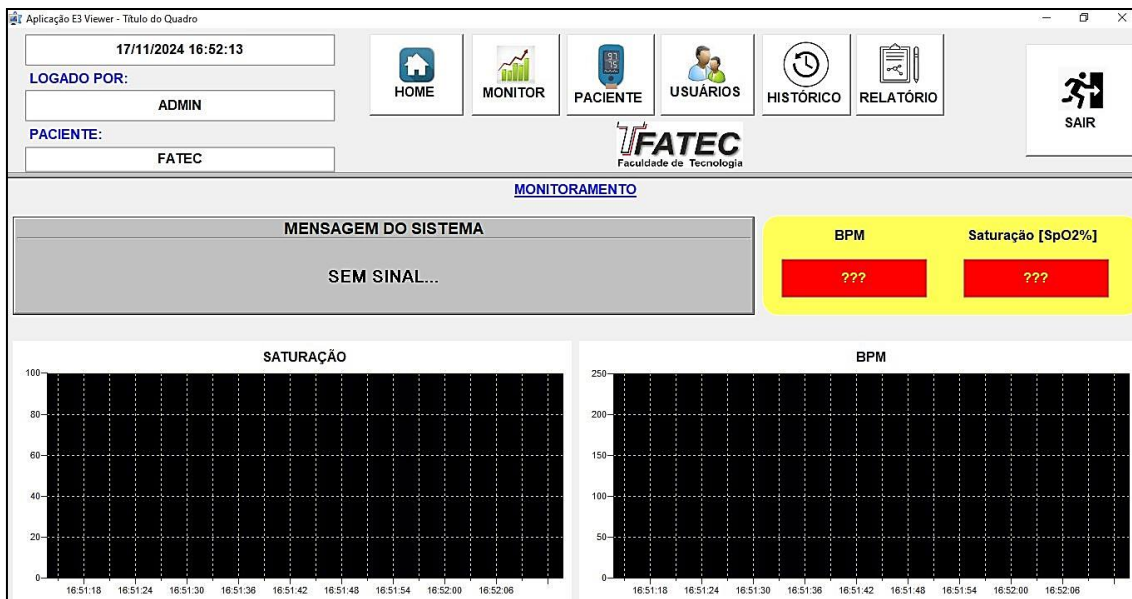 Aplicação E3 Viewer - Título do Quadro
17/11/2024 16:52:13
LOGADO POR:
ADMIN
PACIENTE:
FATEC
HOME
MONITOR
97
75
PACIENTE
USUÁRIOS
HISTÓRICO
RELATÓRIO
SAIR
FATEC
Faculdade de Tecnologia
MONITORAMENTO
MENSAGEM DO SISTEMA
SEM SINAL...
BPM Saturação [SpO2%]
??? ???
SATURAÇÃO
100
80
60
40
20
0
16:51:18 16:51:24 16:51:30 16:51:36 16:51:42 16:51:48 16:51:54 16:52:00 16:52:06
BPM
250
200
150
100
50
0
16:51:18 16:51:24 16:51:30 16:51:36 16:51:42 16:51:48 16:51:54 16:52:00 16:52:06